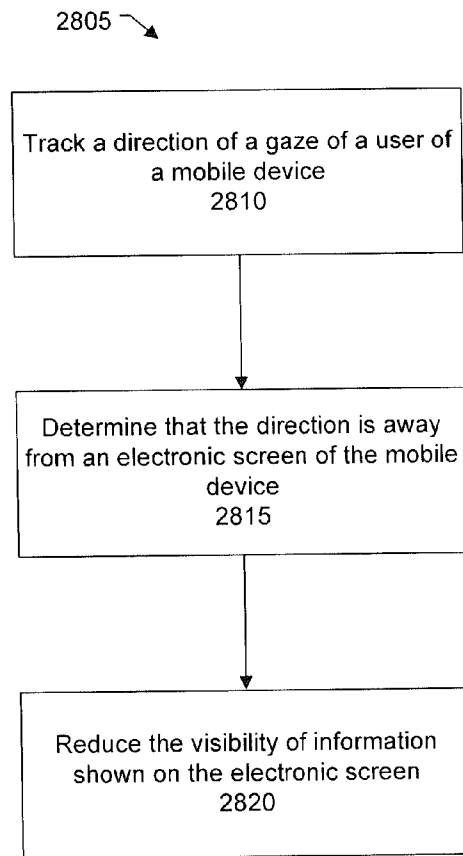 2805
Track a direction of a gaze of a user of
a mobile device
2810
Determine that the direction is away
from an electronic screen of the mobile
device
2815
Reduce the visibility of information
shown on the electronic screen
2820